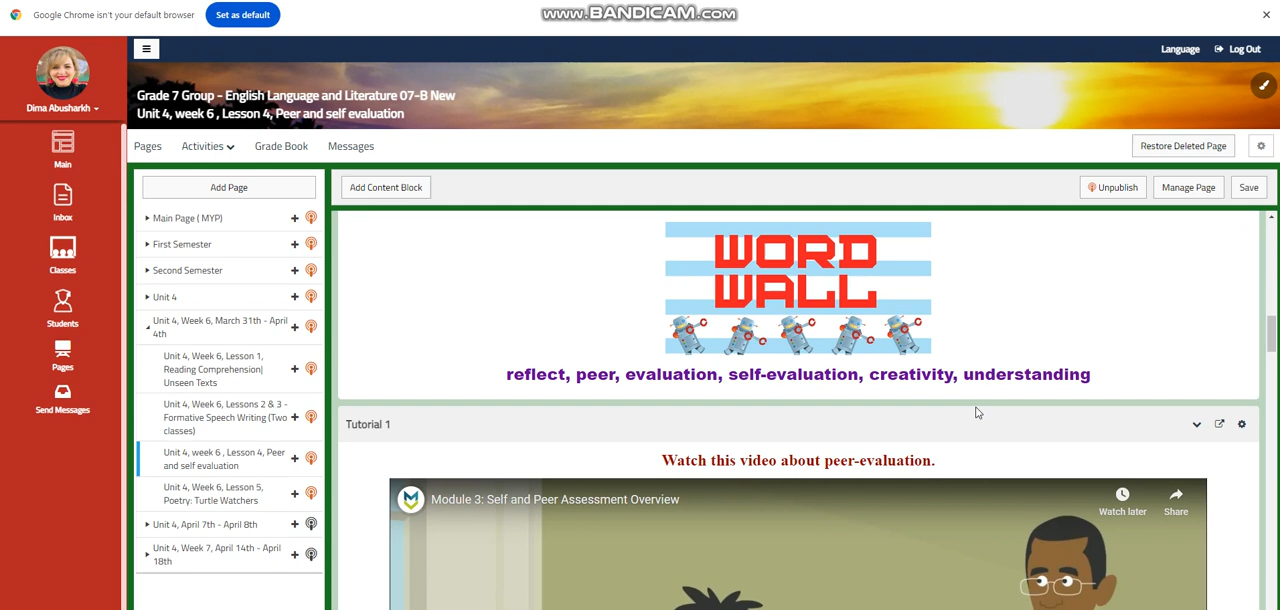 Google Chrome isn't your default browser
Set as default
www.BANDICAM.com
Dima Abusharkh
Language
Log Out
Grade 7 Group - English Language and Literature 07-B New
Unit 4, week 6 , Lesson 4, Peer and self evaluation
Pages
Activities
Grade Book
Messages
Restore Deleted Page
Main
Inbox
Classes
Students
Pages
Send Messages
Add Page
Main Page ( MYP)
First Semester
Second Semester
Unit 4
Unit 4, Week 6, March 31th - April
4th
Unit 4, Week 6, Lesson 1,
Reading Comprehension|
Unseen Texts
Unit 4, Week 6, Lessons 2 & 3 -
Formative Speech Writing (Two
classes)
Unit 4, week 6 , Lesson 4, Peer
and self evaluation
Unit 4, Week 6, Lesson 5,
Poetry: Turtle Watchers
Unit 4, April 7th - April 8th
Unit 4, Week 7, April 14th - April
18th
Add Content Block
Unpublish
Manage Page
Save
WORD
WALL
reflect, peer, evaluation, self-evaluation, creativity, understanding
Tutorial 1
Watch this video about peer-evaluation.
Module 3: Self and Peer Assessment Overview
Watch later
Share